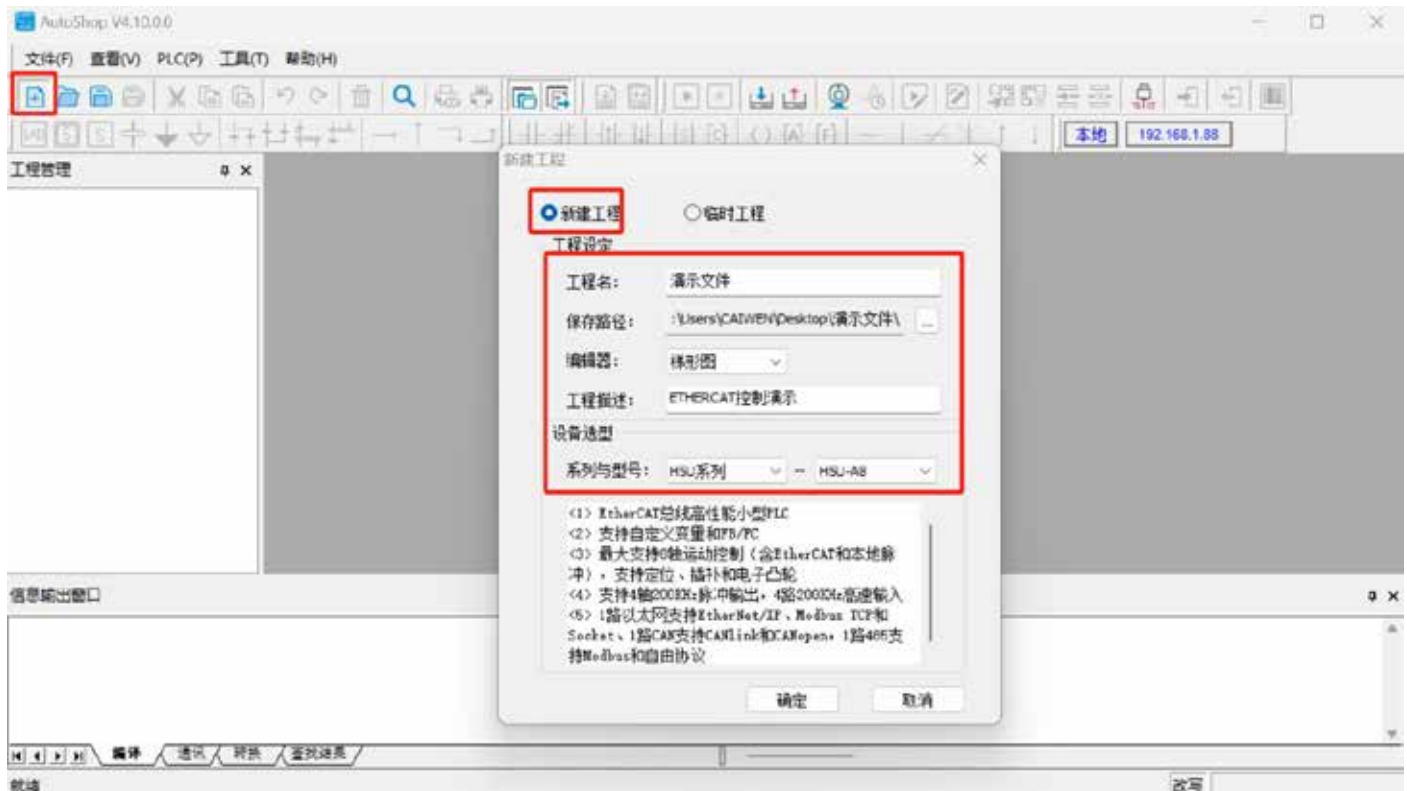 AutoShop V4.10.0.0
文件(F) 查看(V) PLC(P) 工具(T) 帮助(H)
本地 192.168.1.88
工程管理
新建工程
新建工程 临时工程
工程设定
工程名: 演示文件
保存路径: :\Users\CAIWEN\Desktop\演示文件\ ...
编辑器: 梯形图
工程描述: ETHERCAT控制演示
设备选型
系列与型号: H5U系列 -- H5U-A8
<1> EtherCAT总线高性能小型PLC
<2> 支持自定义变量和FB/FC
<3> 最大支持8轴运动控制(含EtherCAT和本地脉
冲),支持定位、插补和电子凸轮
<4> 支持4轴200KHz脉冲输出,4路200KHz高速输入
<5> 1路以太网支持EtherNet/IP、Modbus TCP和
Socket、1路CAN支持CANlink和CANopen。1路485支
持Modbus和自由协议
确定 取消
信息输出窗口
编译 通讯 转换 查找结果
就绪 改写